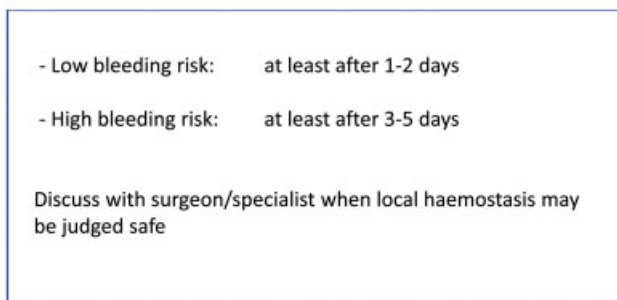 - Low bleeding risk: at least after 1-2 days
- High bleeding risk: at least after 3-5 days
Discuss with surgeon/specialist when local haemostasis may
be judged safe